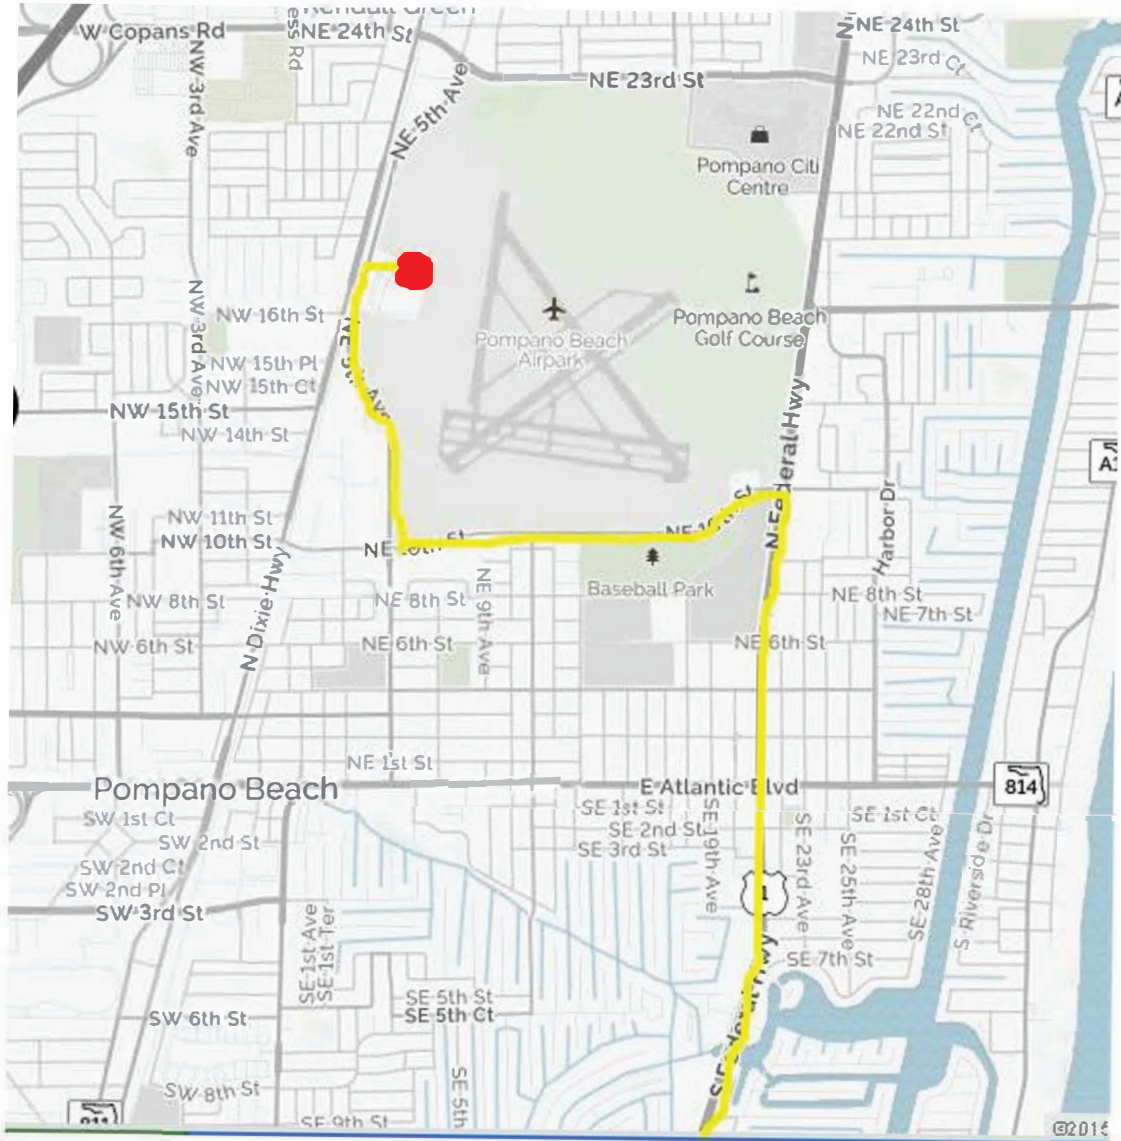 W Copans Rd
NE 24th St
NE 24th St
NE 23rd Ct
NE 23rd St
NW 3rd Ave
NE 5th Ave
NE 22nd Ct
NE 22nd St
Pompano Citi
Centre
NW 3rd Ave
NW 16th St
Pompano Beach
Airpark
Pompano Beach
Golf Course
NW 15th Pl
NW 15th Ct
NW 15th St
NW 14th St
NW 11th St
NW 10th St
NW 6th Ave
N Dixie Hwy
Harbor Dr
Baseball Park
NW 8th St
NE 8th St
NE 9th Ave
NE 8th St
NE 7th St
NW 6th St
NE 6th St
NE 6th St
NE 1st St
Pompano Beach
E Atlantic Blvd
814
SW 1st Ct
SE 1st St
SE 1st Ct
SW 2nd St
SE 2nd St
SE 3rd St
SW 2nd Ct
SW 2nd Pl
SW 3rd St
SE 19th Ave
SE 23rd Ave
SE 25th Ave
SE 28th Ave
S Riverside Dr
SE 1st Ave
SE 1st Ter
SE 7th St
SE 5th St
SE 5th Ct
SW 6th St
SW 8th St
SE 5th
SE 9th St
©2015